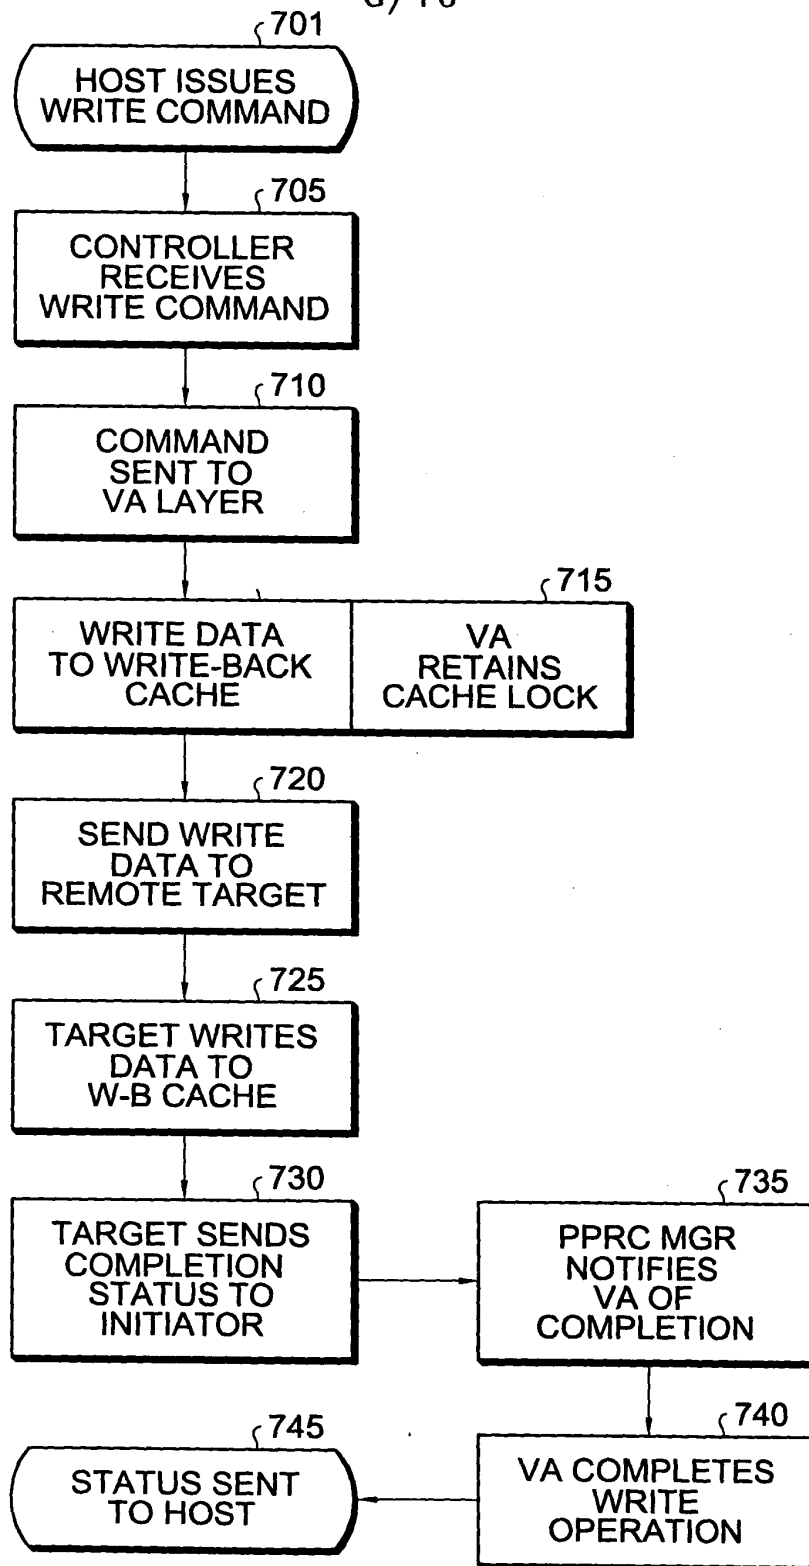 701
HOST ISSUES
WRITE COMMAND
705
CONTROLLER
RECEIVES
WRITE COMMAND
710
COMMAND
SENT TO
VA LAYER
WRITE DATA
TO WRITE-BACK
CACHE
715
VA
RETAINS
CACHE LOCK
720
SEND WRITE
DATA TO
REMOTE TARGET
725
TARGET WRITES
DATA TO
W-B CACHE
730
TARGET SENDS
COMPLETION
STATUS TO
INITIATOR
735
PPRC MGR
NOTIFIES
VA OF
COMPLETION
740
VA COMPLETES
WRITE
OPERATION
745
STATUS SENT
TO HOST